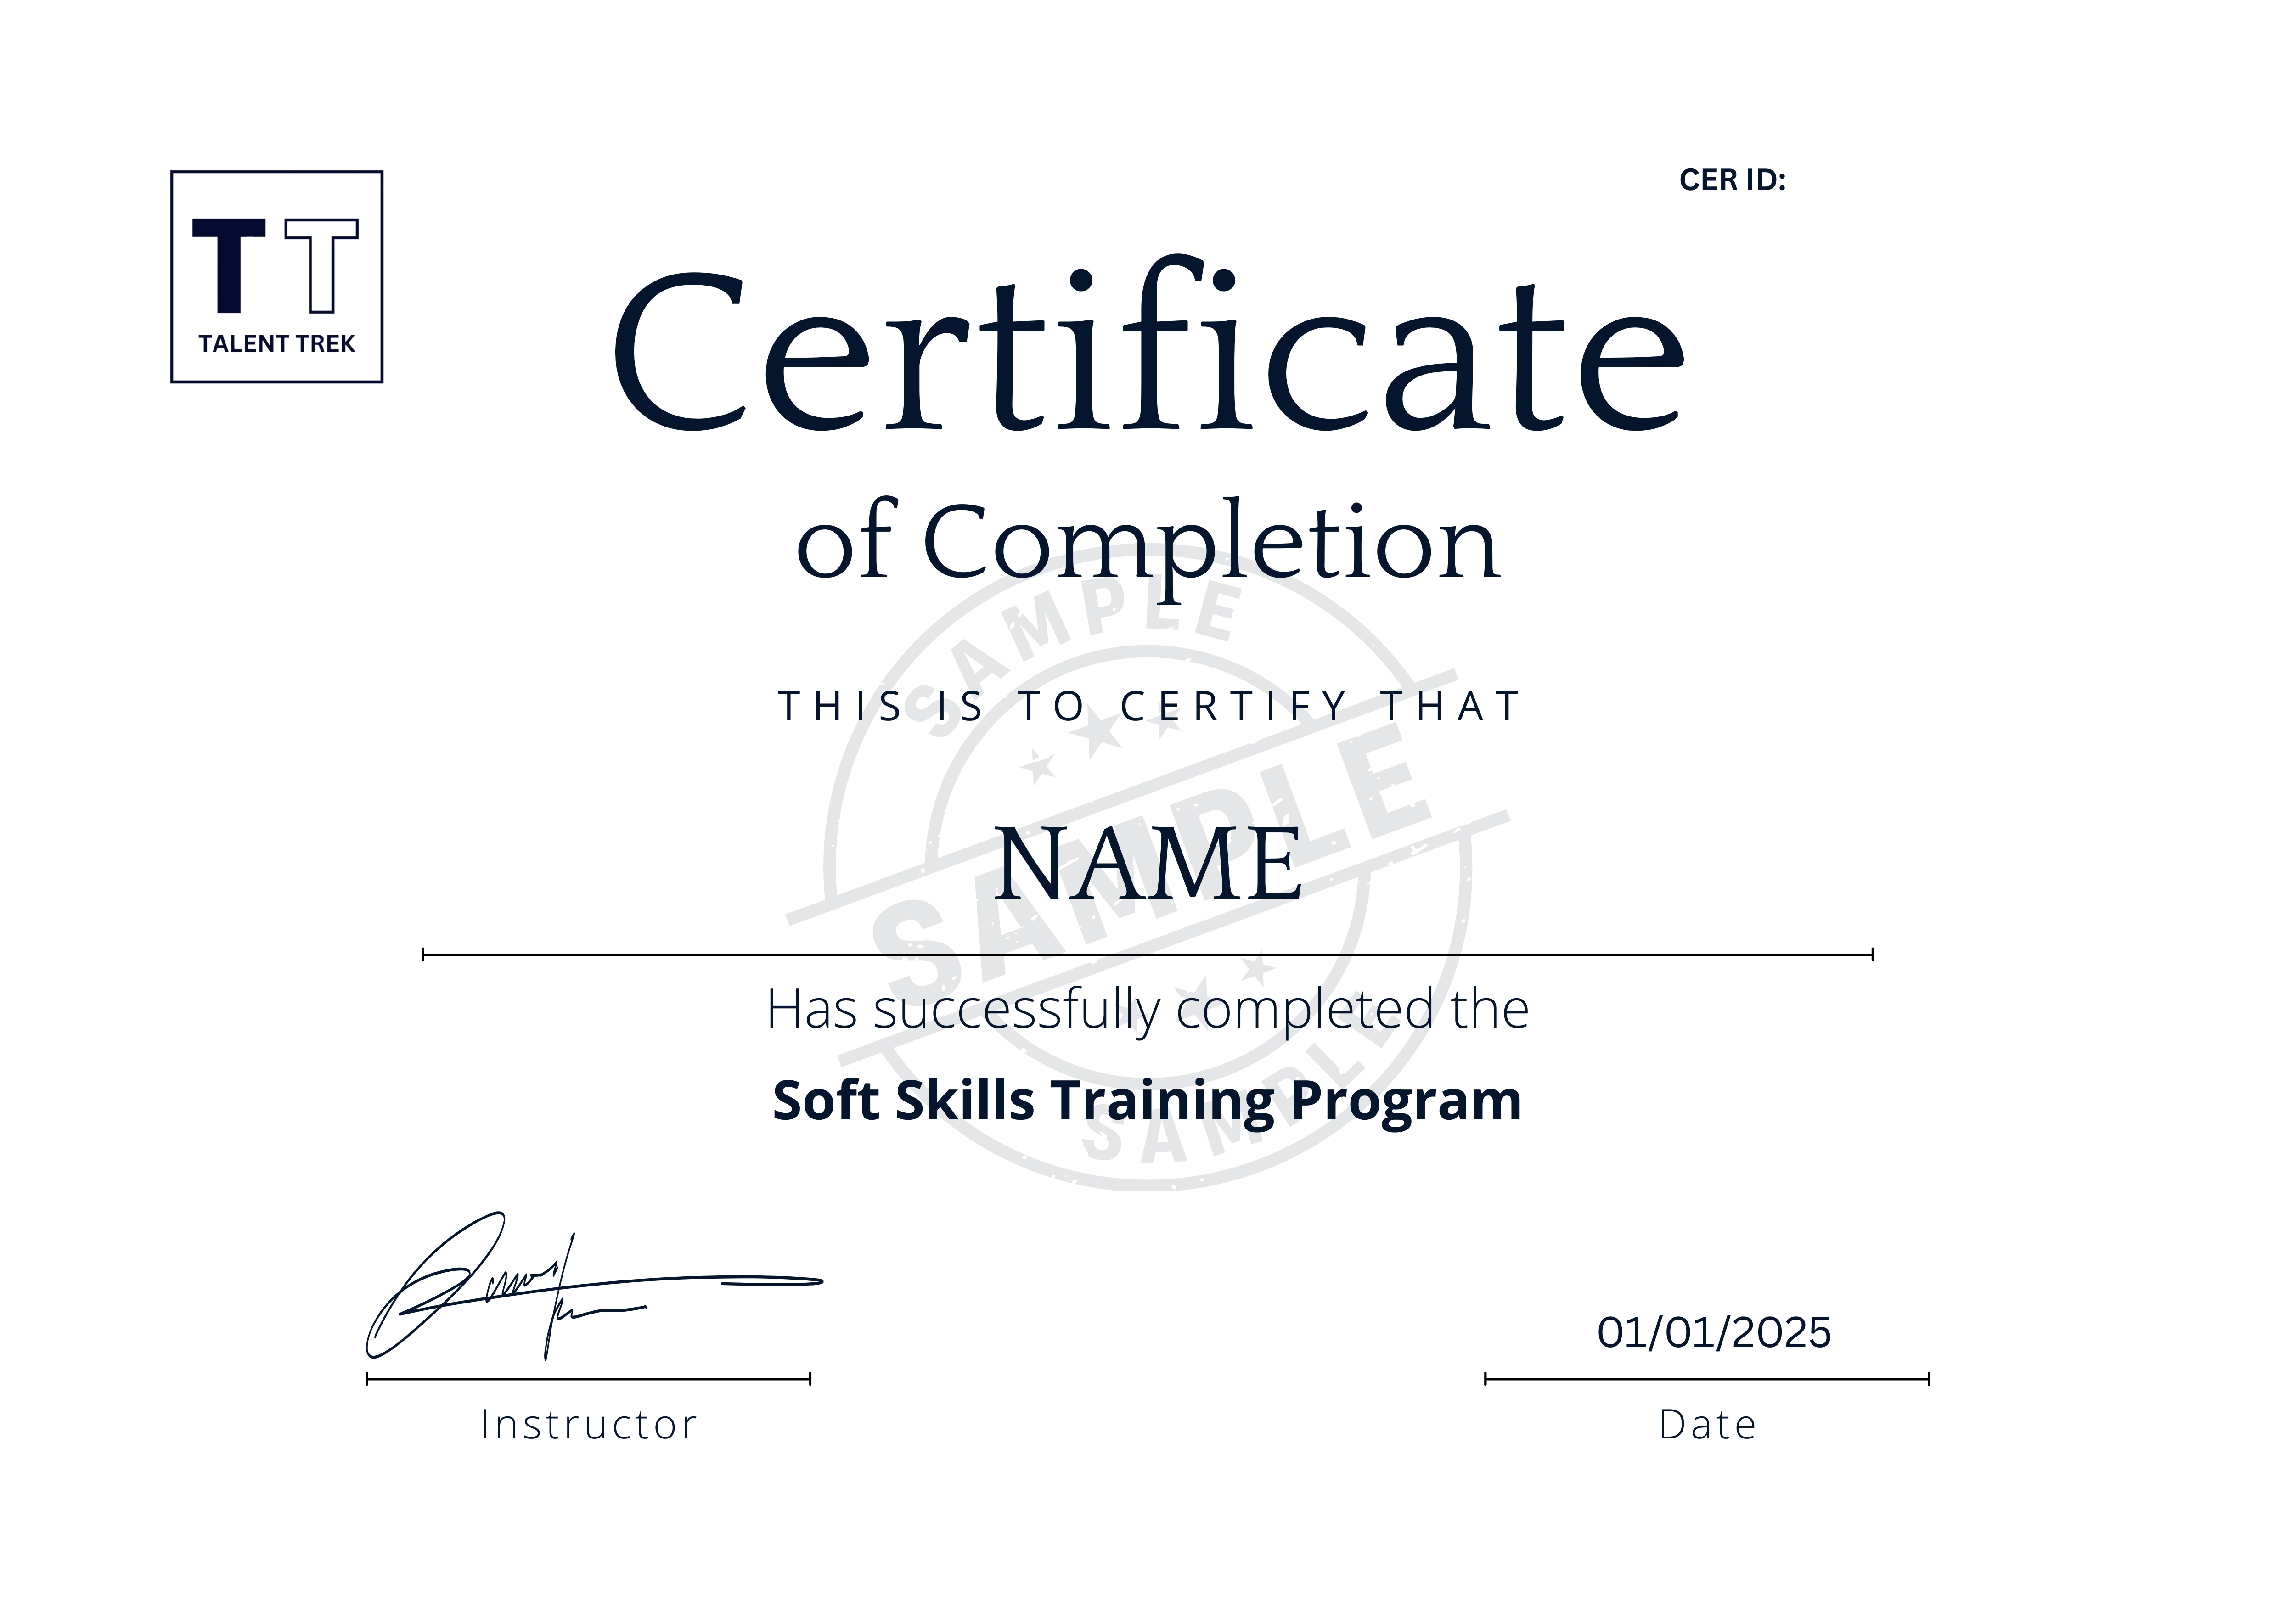 CER ID:
TT
TALENT TREK
Certificate
of Completion
SAMPLE
THIS IS TO CERTIFY THAT
SAMPLE
NAME
Has successfully completed the
Soft Skills Training Program
SAMPLE
01/01/2025
Instructor
Date